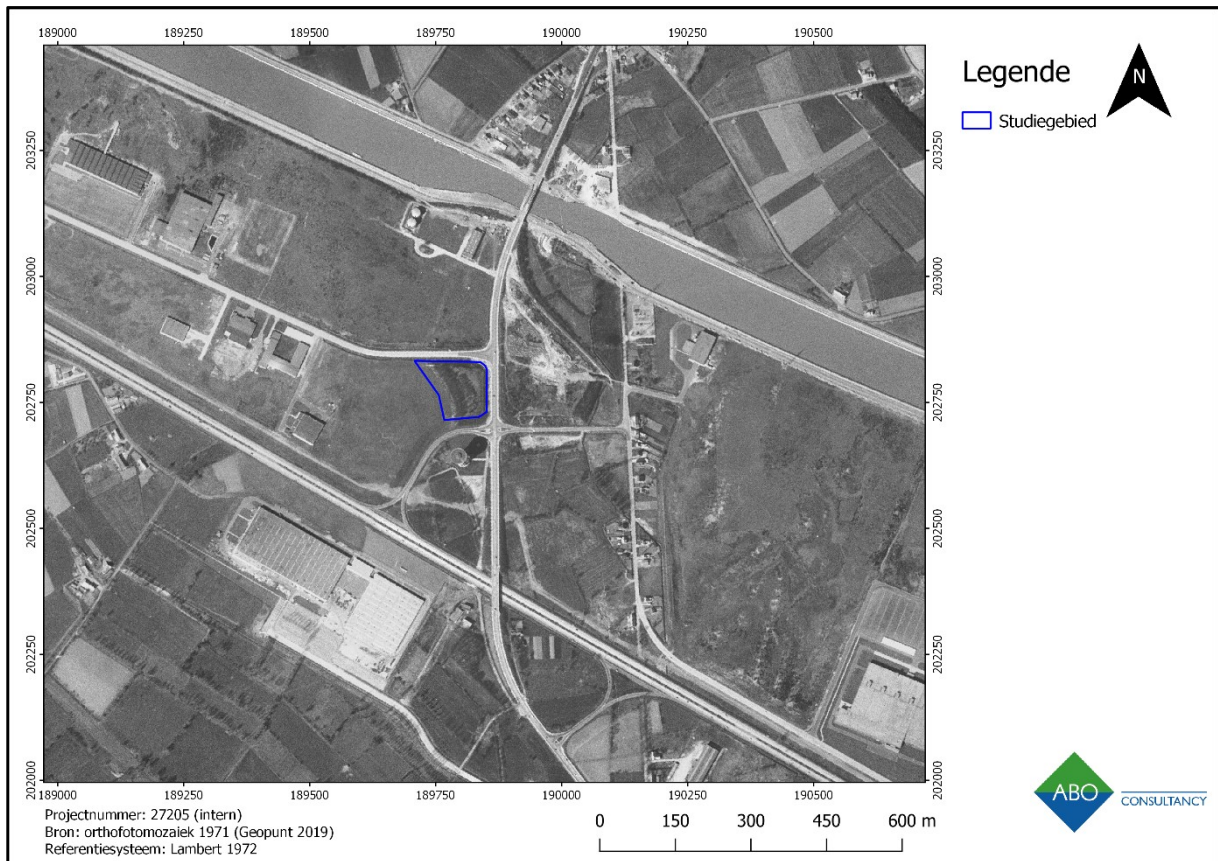 189000 189250 189500 189750 190000 190250 190500
Legende
N
Studiegebied
203250 203250
203000 203000
202750 202750
202500 202500
202250 202250
202000 202000
189000 189250 189500 189750 190000 190250 190500
Projectnummer: 27205 (intern)
Bron: orthofotomozaiek 1971 (Geopunt 2019)
Referentiesysteem: Lambert 1972
0 150 300 450 600 m
ABO CONSULTANCY